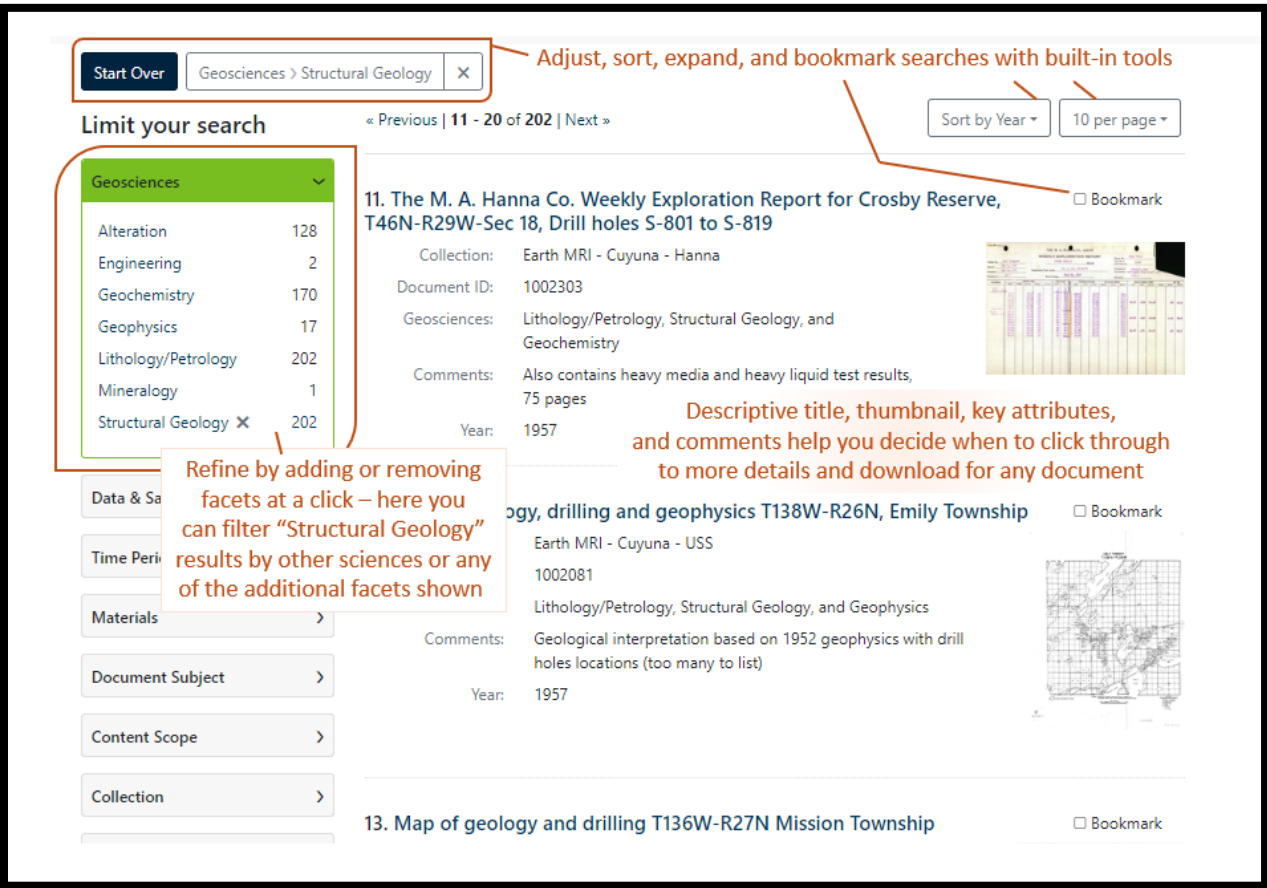 Adjust, sort, expand, and bookmark searches with built-in tools
Start Over
Geosciences > Structural Geology ✕
Limit your search
« Previous | 11 - 20 of 202 | Next »
Sort by Year
10 per page
Geosciences
Alteration 128
Engineering 2
Geochemistry 170
Geophysics 17
Lithology/Petrology 202
Mineralogy 1
Structural Geology ✕ 202
Refine by adding or removing
facets at a click – here you
can filter “Structural Geology”
results by other sciences or any
of the additional facets shown
Data & Sa
Time Peri
Materials
Document Subject
Content Scope
Collection
11. The M. A. Hanna Co. Weekly Exploration Report for Crosby Reserve,
T46N-R29W-Sec 18, Drill holes S-801 to S-819
Bookmark
Collection: Earth MRI - Cuyuna - Hanna
Document ID: 1002303
Geosciences: Lithology/Petrology, Structural Geology, and
Geochemistry
Comments: Also contains heavy media and heavy liquid test results,
75 pages
Year: 1957
Descriptive title, thumbnail, key attributes,
and comments help you decide when to click through
to more details and download for any document
gy, drilling and geophysics T138W-R26N, Emily Township
Bookmark
Earth MRI - Cuyuna - USS
1002081
Lithology/Petrology, Structural Geology, and Geophysics
Comments: Geological interpretation based on 1952 geophysics with drill
holes locations (too many to list)
Year: 1957
13. Map of geology and drilling T136W-R27N Mission Township
Bookmark